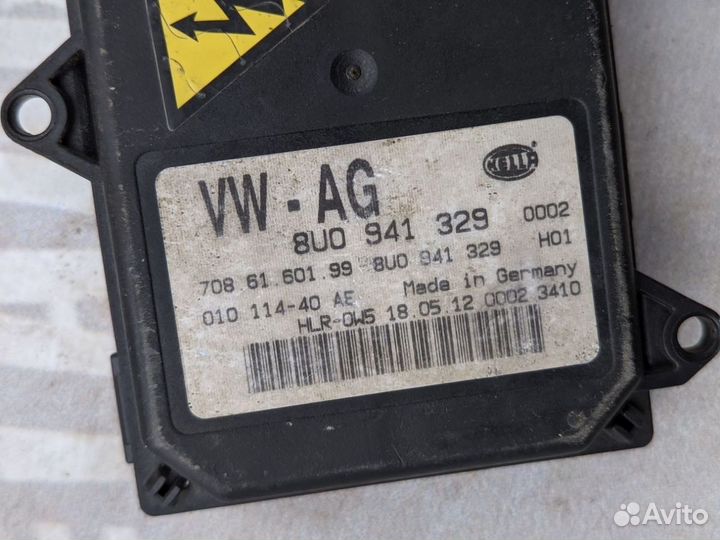 HELLA
VW - AG
8U0 941 329 0002
708 61.601.99 8U0 941 329 H01
010 114-40 AE Made in Germany
HLR-0W5 18.05.12 0002 3410
Avito